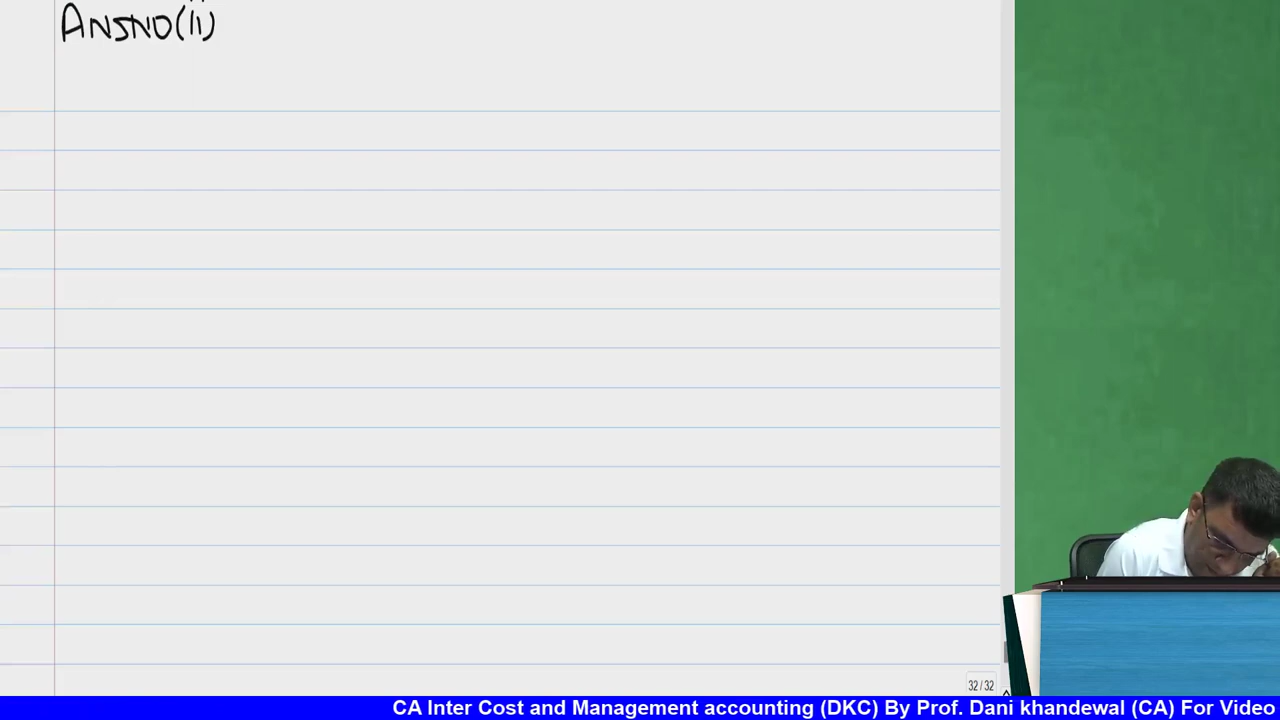 ANSNO(ii)
32 / 32
CA Inter Cost and Management accounting (DKC) By Prof. Dani khandewal (CA) For Video